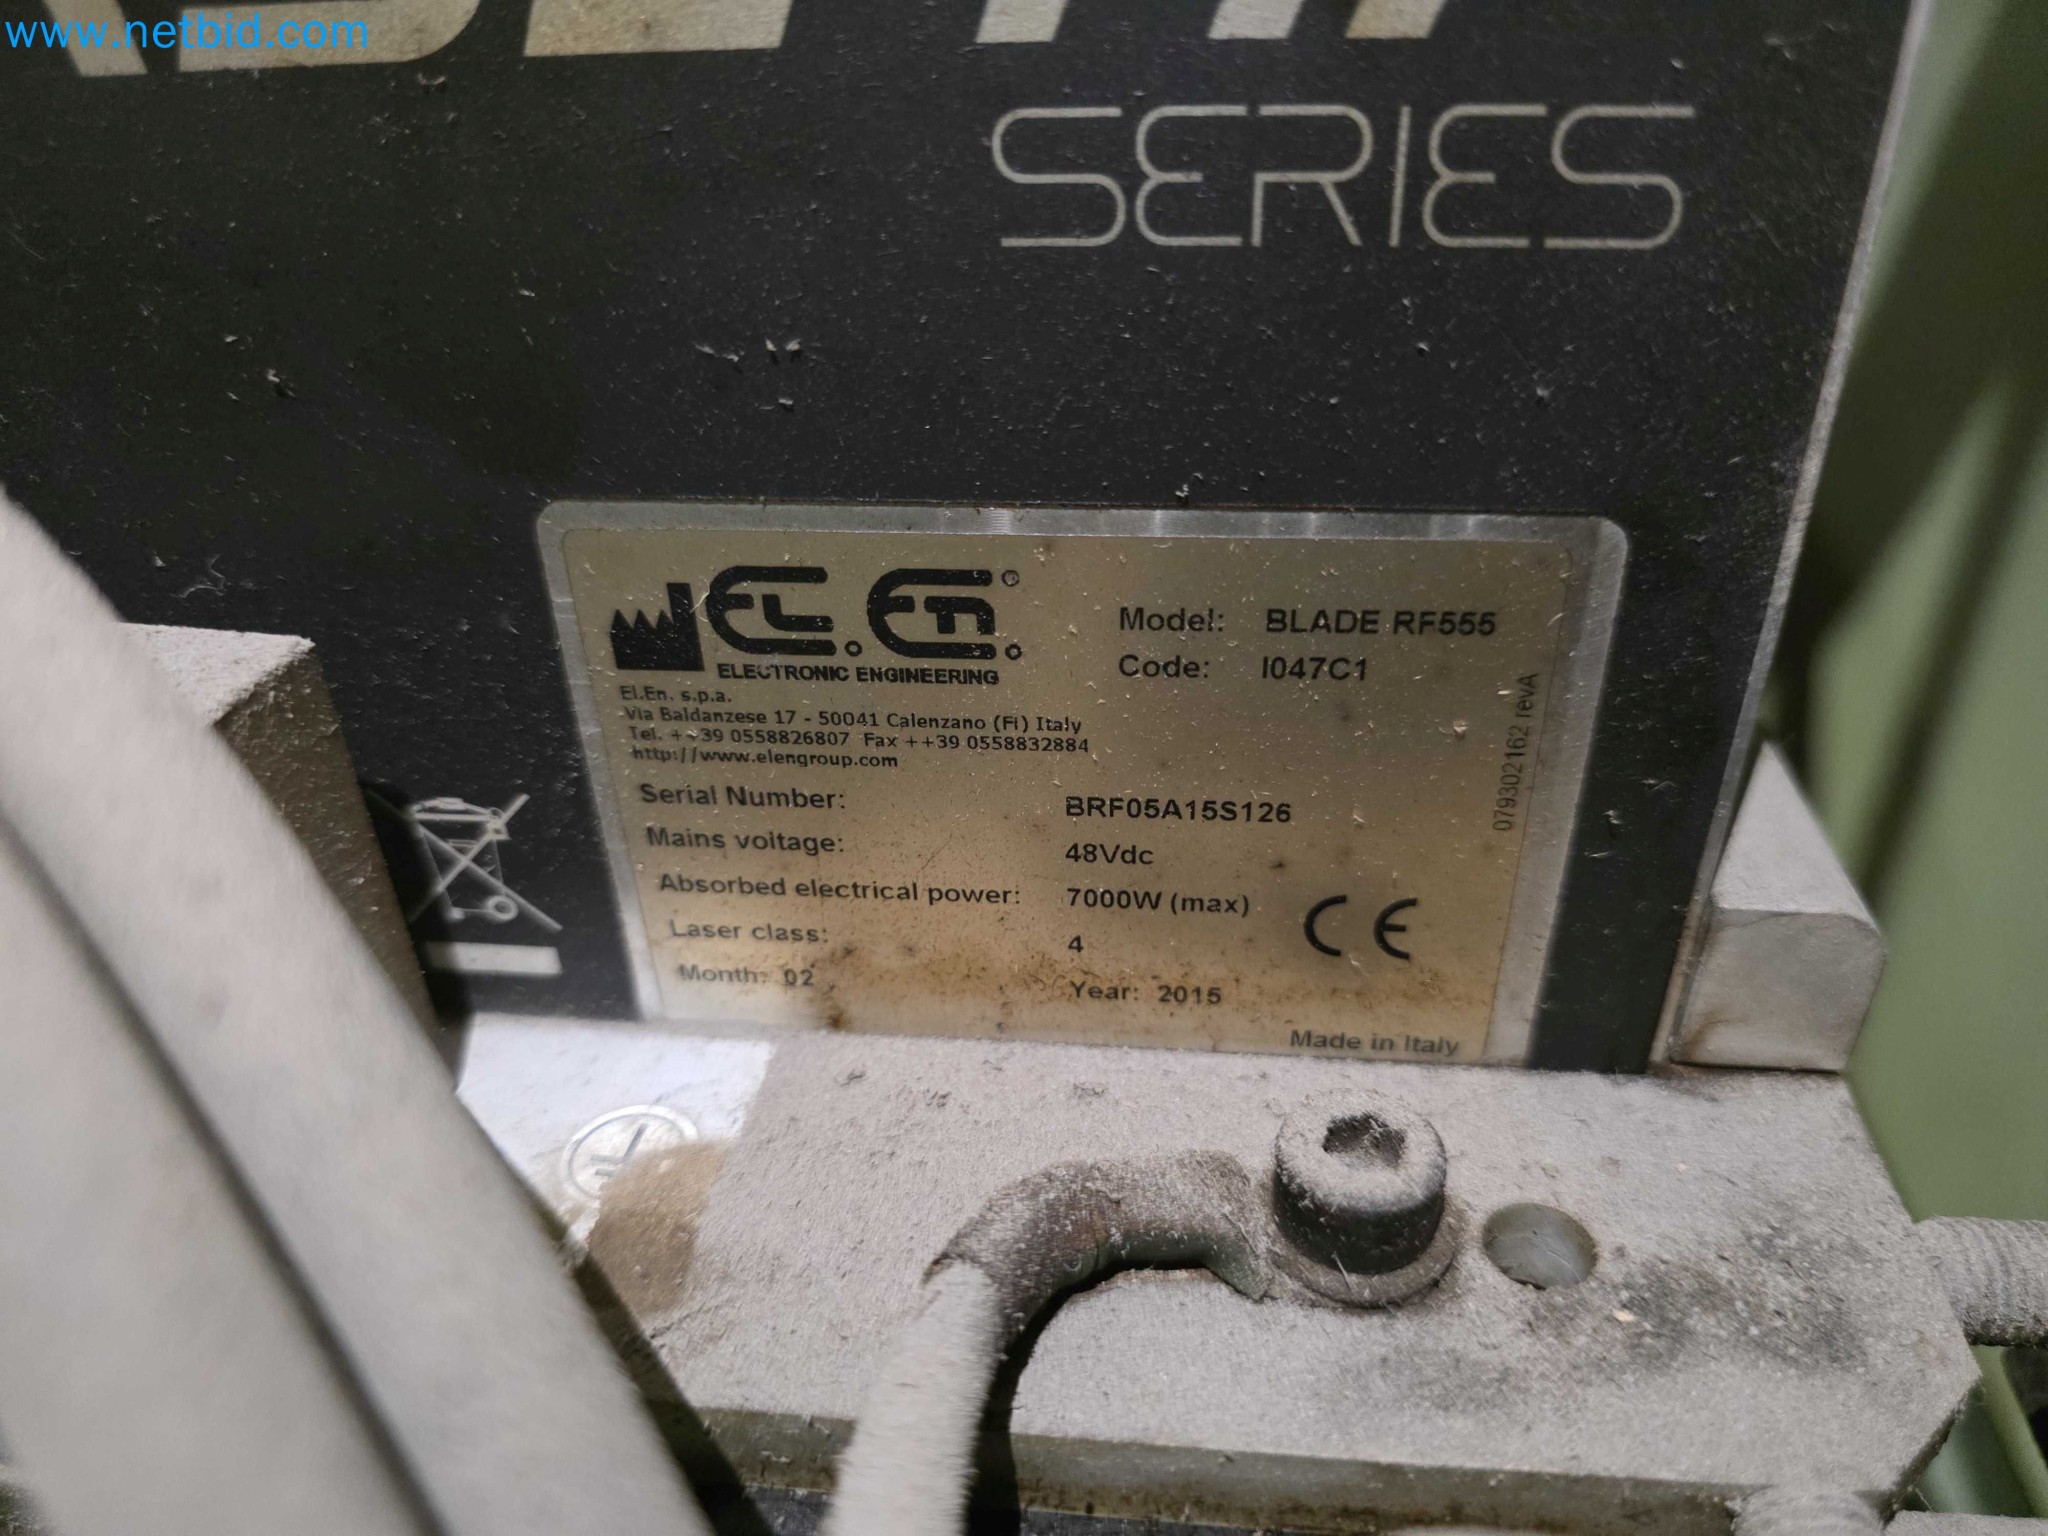 www.netbid.com
SERIES
EL.En.®
ELECTRONIC ENGINEERING
El.En. s.p.a.
Via Baldanzese 17 - 50041 Calenzano (FI) Italy
Tel. ++39 0558826807 Fax ++39 0558832884
http://www.elengroup.com
Model: BLADE RF555
Code: I047C1
079302162 revA
Serial Number: BRF05A15S126
Mains voltage: 48Vdc
Absorbed electrical power: 7000W (max)
Laser class: 4
CE
Month: 02 Year: 2015
Made in Italy